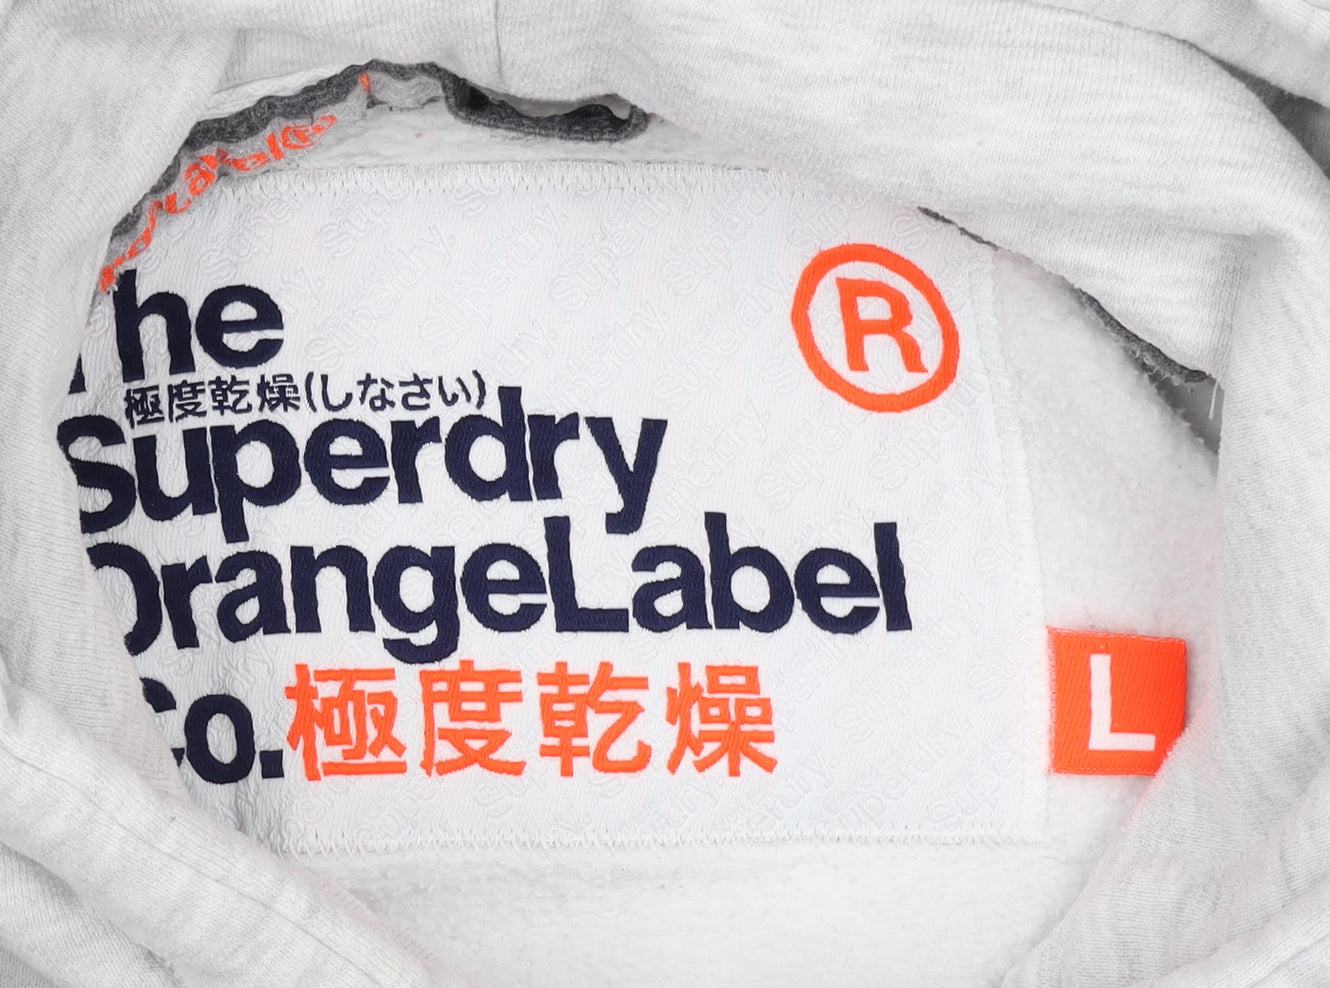 The
®
極度乾燥(しなさい)
Superdry
OrangeLabel
Co.極度乾燥
L